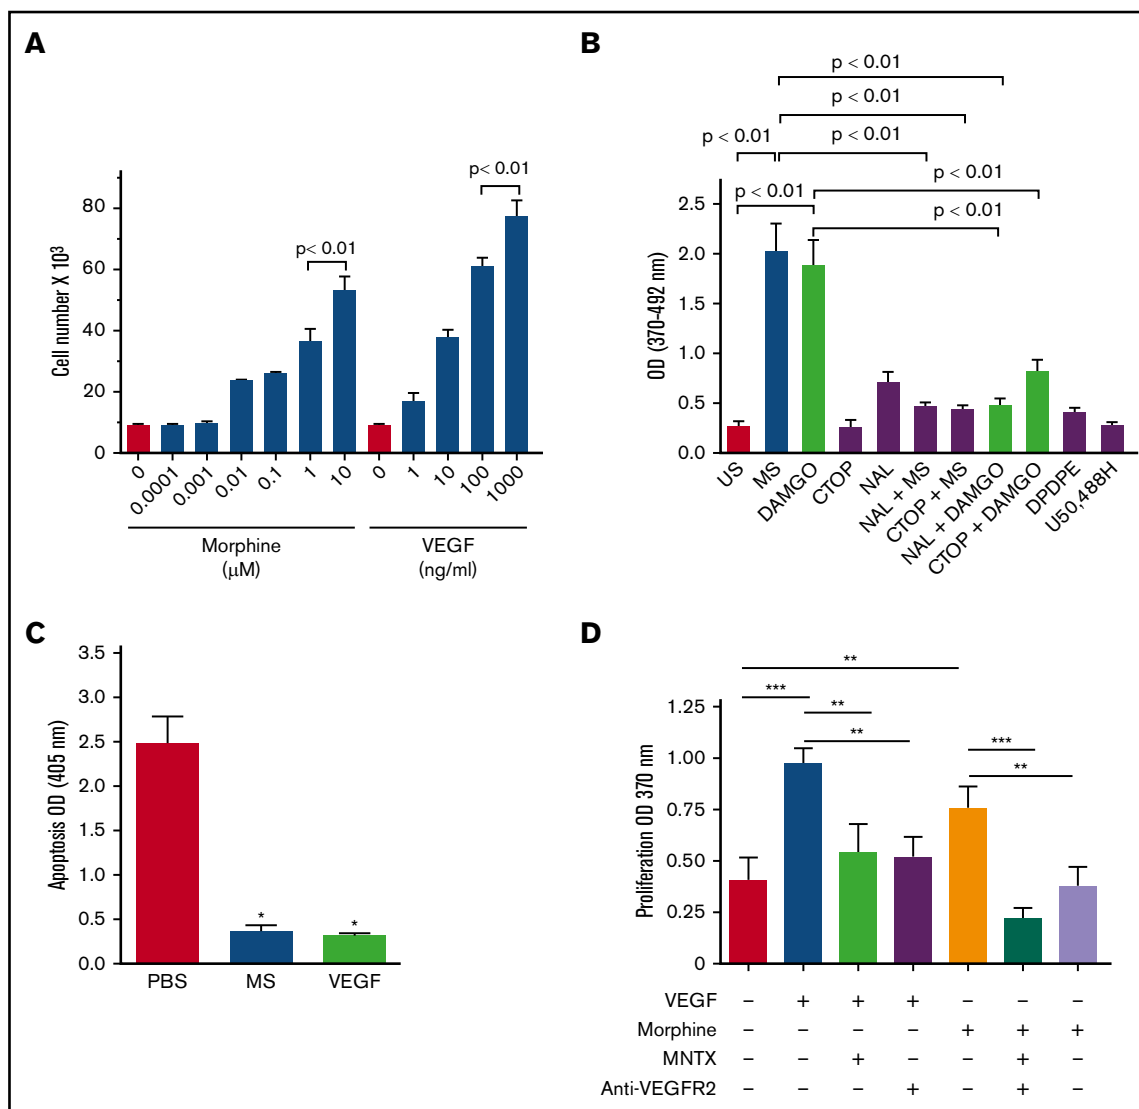 A
Cell number X 10³
80
60
40
20
0
p< 0.01
p< 0.01
0 0.0001 0.001 0.01 0.1 1 10 0 1 10 100 1000
Morphine VEGF
(μM) (ng/ml)
B
p < 0.01
p < 0.01
p < 0.01 p < 0.01
p < 0.01 p < 0.01
p < 0.01
OD (370-492 nm)
2.5
2.0
1.5
1.0
0.5
0.0
US MS DAMGO CTOP NAL NAL + MS CTOP + MS NAL + DAMGO CTOP + DAMGO DPDPE U50,488H
C
Apoptosis OD (405 nm)
3.5
3.0
2.5
2.0
1.5
1.0
0.5
0.0
* *
PBS MS VEGF
D
**
*** **
** ***
**
Proliferation OD 370 nm
1.25
1.00
0.75
0.50
0.25
0
VEGF – + + + – – –
Morphine – – – – + + +
MNTX – – + – – + –
Anti-VEGFR2 – – – + – + –